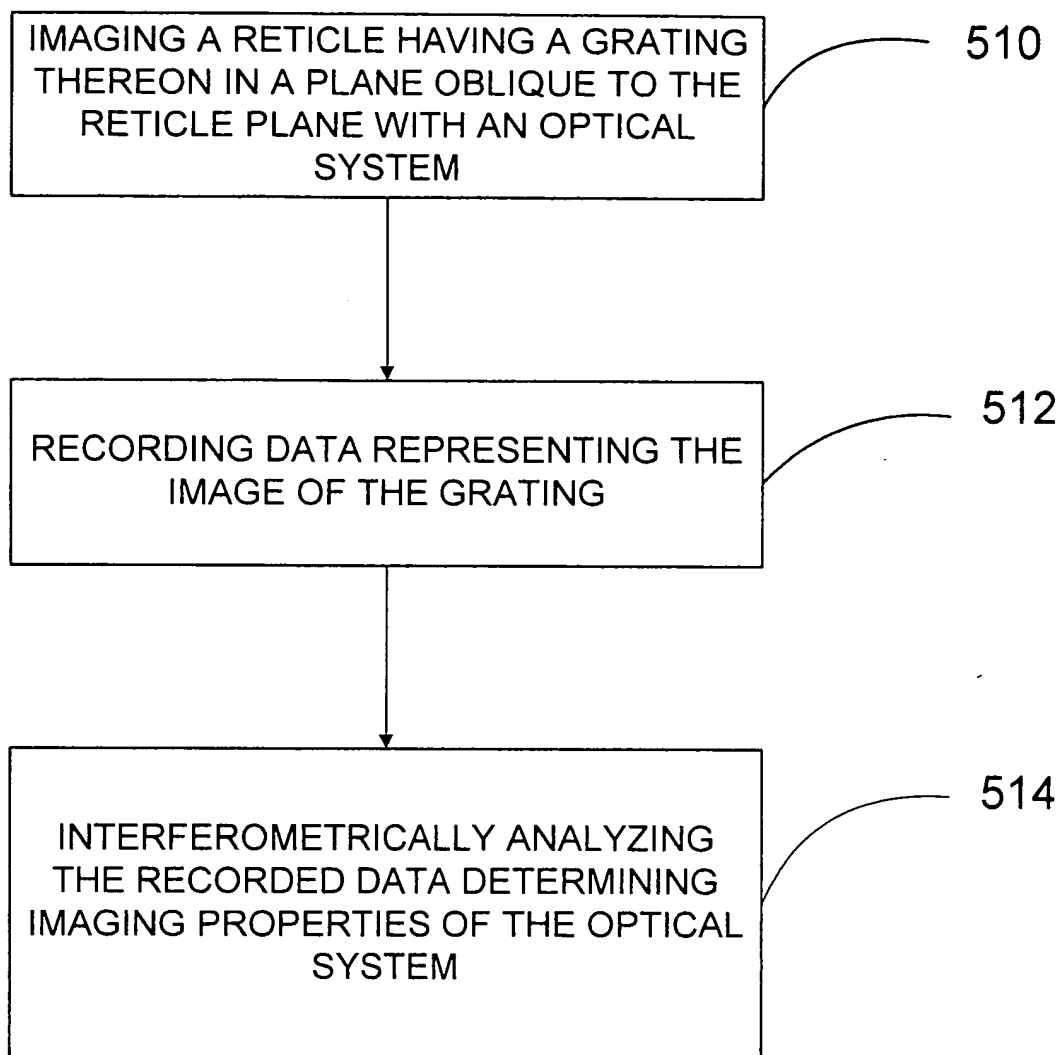 IMAGING A RETICLE HAVING A GRATING
THEREON IN A PLANE OBLIQUE TO THE
RETICLE PLANE WITH AN OPTICAL
SYSTEM
510
RECORDING DATA REPRESENTING THE
IMAGE OF THE GRATING
512
INTERFEROMETRICALLY ANALYZING
THE RECORDED DATA DETERMINING
IMAGING PROPERTIES OF THE OPTICAL
SYSTEM
514